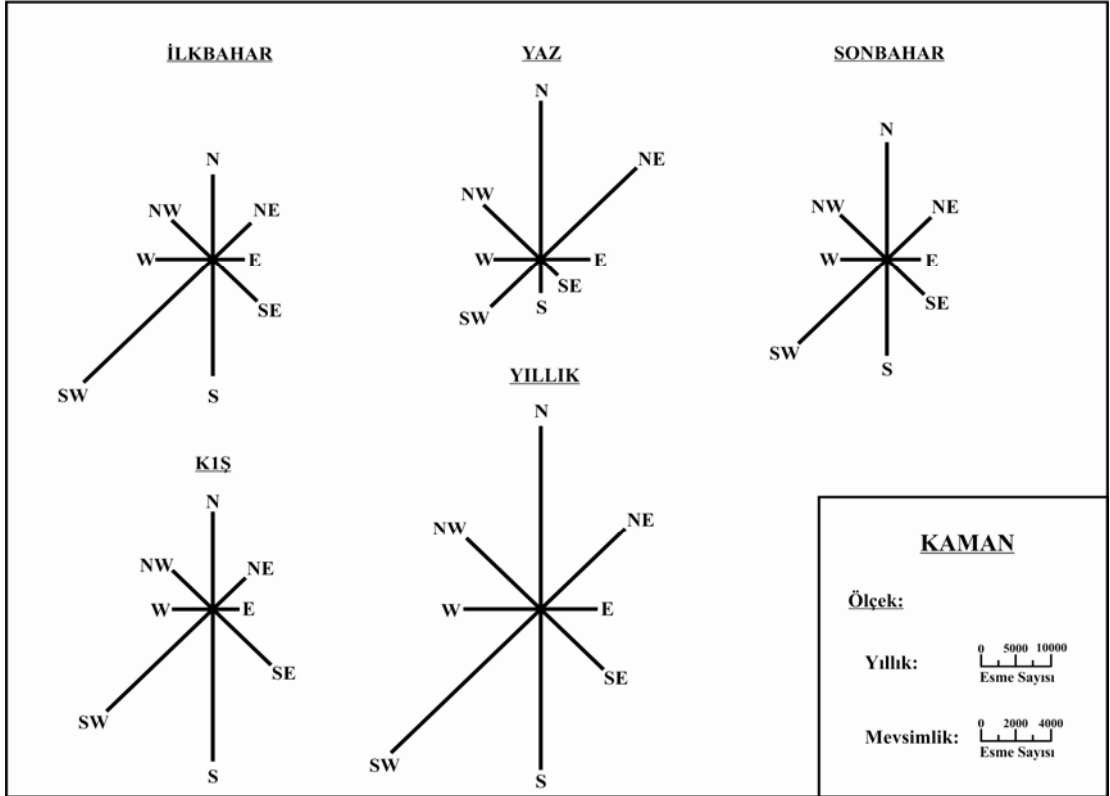 İLKBAHAR
N
NW
NE
W
E
SE
SW
S
YAZ
N
NE
NW
W
E
SE
S
SW
SONBAHAR
N
NW
NE
W
E
SE
SW
S
K1Ş
N
NW
NE
W
E
SE
SW
S
YILLIK
N
NE
NW
W
E
SE
SW
S
KAMAN
Ölçek:
Yıllık:
0 5000 10000
Esme Sayısı
Mevsimlik:
0 2000 4000
Esme Sayısı